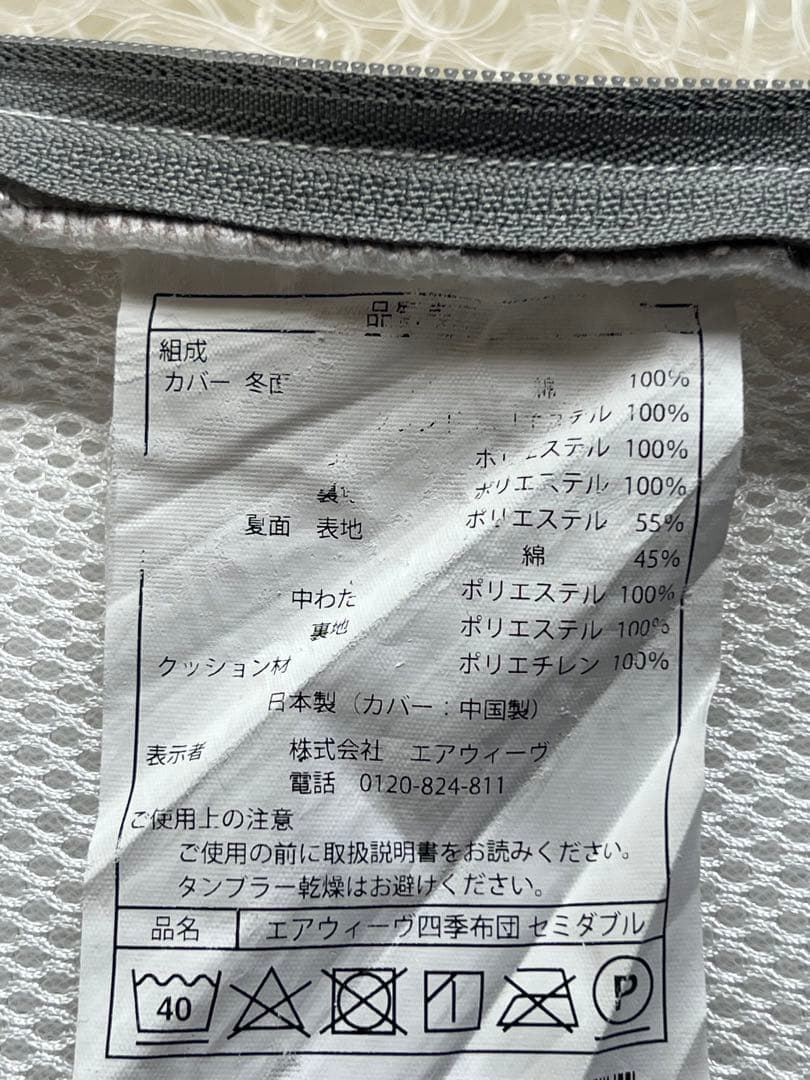 組成
カバー 冬面 綿 100%
ポリエステル 100%
ポリエステル 100%
ポリエステル 100%
夏面 表地 ポリエステル 55%
綿 45%
中わた ポリエステル 100%
裏地 ポリエステル 100%
クッション材 ポリエチレン 100%
日本製(カバー:中国製)
表示者 株式会社 エアウィーヴ
電話 0120-824-811
ご使用上の注意
ご使用の前に取扱説明書をお読みください。
タンブラー乾燥はお避けください。
品名 エアウィーヴ四季布団 セミダブル
40 P